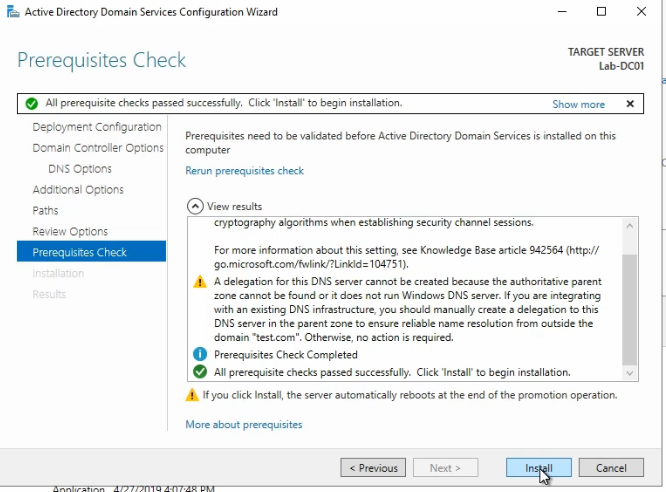 Active Directory Domain Services Configuration Wizard
Prerequisites Check
TARGET SERVER
Lab-DC01
All prerequisite checks passed successfully. Click 'Install' to begin installation.
Show more
Deployment Configuration
Domain Controller Options
DNS Options
Additional Options
Paths
Review Options
Prerequisites Check
Installation
Results
Prerequisites need to be validated before Active Directory Domain Services is installed on this
computer
Rerun prerequisites check
View results
cryptography algorithms when establishing security channel sessions.
For more information about this setting, see Knowledge Base article 942564 (http://
go.microsoft.com/fwlink/?LinkId=104751).
A delegation for this DNS server cannot be created because the authoritative parent
zone cannot be found or it does not run Windows DNS server. If you are integrating
with an existing DNS infrastructure, you should manually create a delegation to this
DNS server in the parent zone to ensure reliable name resolution from outside the
domain "test.com". Otherwise, no action is required.
Prerequisites Check Completed
All prerequisite checks passed successfully. Click 'Install' to begin installation.
If you click Install, the server automatically reboots at the end of the promotion operation.
More about prerequisites
< Previous
Next >
Install
Cancel
Application 4/27/2019 4:07:48 PM